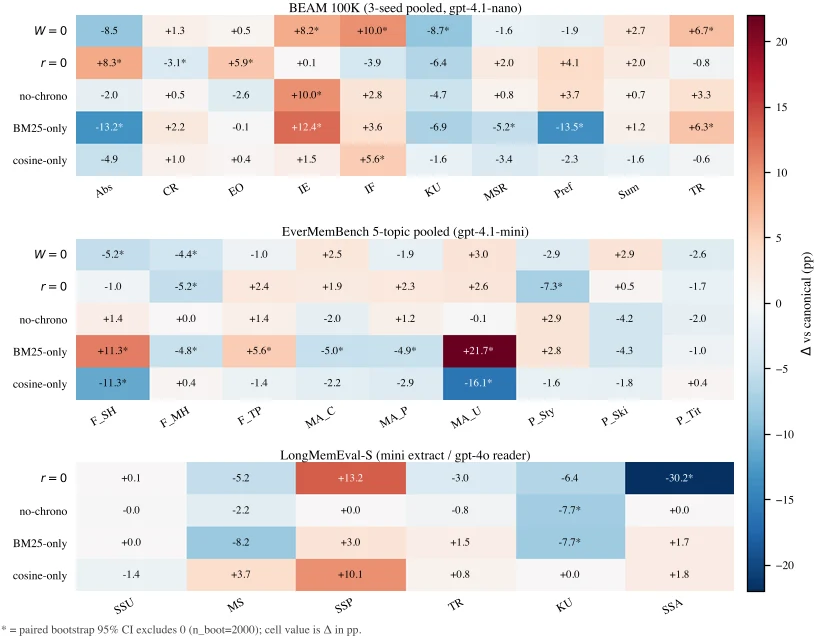 BEAM 100K (3-seed pooled, gpt-4.1-nano)
W = 0 -8.5 +1.3 +0.5 +8.2* +10.0* -8.7* -1.6 -1.9 +2.7 +6.7*
r = 0 +8.3* -3.1* +5.9* +0.1 -3.9 -6.4 +2.0 +4.1 +2.0 -0.8
no-chrono -2.0 +0.5 -2.6 +10.0* +2.8 -4.7 +0.8 +3.7 +0.7 +3.3
BM25-only -13.2* +2.2 -0.1 +12.4* +3.6 -6.9 -5.2* -13.5* +1.2 +6.3*
cosine-only -4.9 +1.0 +0.4 +1.5 +5.6* -1.6 -3.4 -2.3 -1.6 -0.6
Abs CR EO IE IF KU MSR Pref Sum TR
EverMemBench 5-topic pooled (gpt-4.1-mini)
W = 0 -5.2* -4.4* -1.0 +2.5 -1.9 +3.0 -2.9 +2.9 -2.6
r = 0 -1.0 -5.2* +2.4 +1.9 +2.3 +2.6 -7.3* +0.5 -1.7
no-chrono +1.4 +0.0 +1.4 -2.0 +1.2 -0.1 +2.9 -4.2 -2.0
BM25-only +11.3* -4.8* +5.6* -5.0* -4.9* +21.7* +2.8 -4.3 -1.0
cosine-only -11.3* +0.4 -1.4 -2.2 -2.9 -16.1* -1.6 -1.8 +0.4
F_SH F_MH F_TP MA_C MA_P MA_U P_Sty P_Ski P_Tit
LongMemEval-S (mini extract / gpt-4o reader)
r = 0 +0.1 -5.2 +13.2 -3.0 -6.4 -30.2*
no-chrono -0.0 -2.2 +0.0 -0.8 -7.7* +0.0
BM25-only +0.0 -8.2 +3.0 +1.5 -7.7* +1.7
cosine-only -1.4 +3.7 +10.1 +0.8 +0.0 +1.8
SSU MS SSP TR KU SSA
20
15
10
5
0
−5
−10
−15
−20
Δ vs canonical (pp)
* = paired bootstrap 95% CI excludes 0 (n_boot=2000); cell value is Δ in pp.